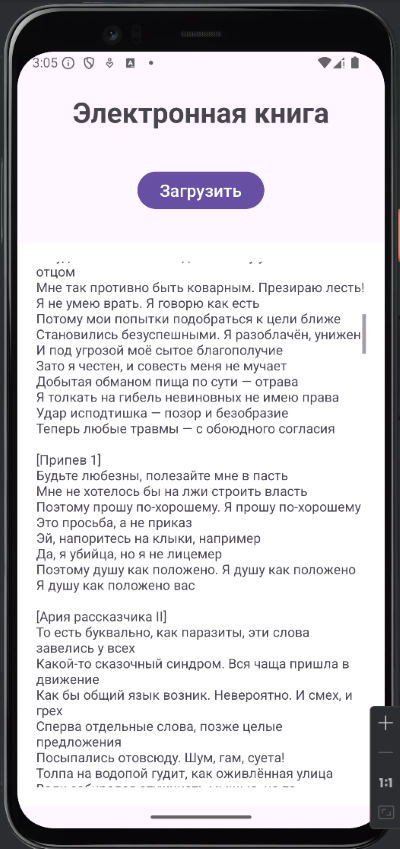 3:05
Электронная книга
Загрузить
отцом
Мне так противно быть коварным. Презираю лесть!
Я не умею врать. Я говорю как есть
Потому мои попытки подобраться к цели ближе
Становились безуспешными. Я разоблачён, унижен
И под угрозой моё сытое благополучие
Зато я честен, и совесть меня не мучает
Добытая обманом пища по сути — отрава
Я толкать на гибель невиновных не имею права
Удар исподтишка — позор и безобразие
Теперь любые травмы — с обоюдного согласия
[Припев 1]
Будьте любезны, полезайте мне в пасть
Мне не хотелось бы на лжи строить власть
Поэтому прошу по-хорошему. Я прошу по-хорошему
Это просьба, а не приказ
Эй, напоритесь на клыки, например
Да, я убийца, но я не лицемер
Поэтому душу как положено. Я душу как положено
Я душу как положено вас
[Ария рассказчика II]
То есть буквально, как паразиты, эти слова
завелись у всех
Какой-то сказочный синдром. Вся чаща пришла в
движение
Как бы общий язык возник. Невероятно. И смех, и
грех
Сперва отдельные слова, позже целые
предложения
Посыпались отовсюду. Шум, гам, суета!
Толпа на водопой гудит, как оживлённая улица
1:1